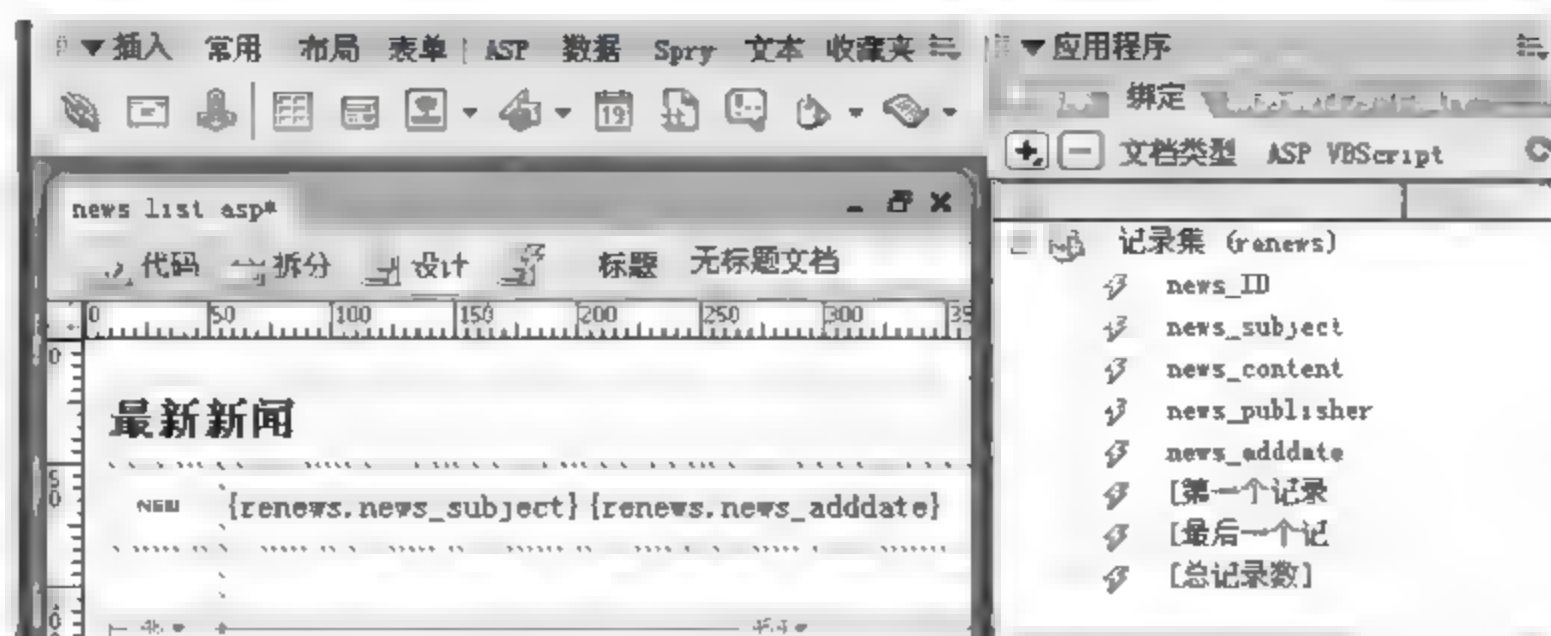 ▼插入 常用 布局 表单 ASP 数据 Spry 文本 收藏夹
19
news list asp*
代码 拆分 设计 标题 无标题文档
0 50 100 150 200 250 300 35
0
最新新闻
50
NEW {renews.news_subject} {renews.news_adddate}
▼应用程序
绑定
文档类型 ASP VBScript
记录集 (renews)
news_ID
news_subject
news_content
news_publisher
news_adddate
[第一个记录
[最后一个记
[总记录数]